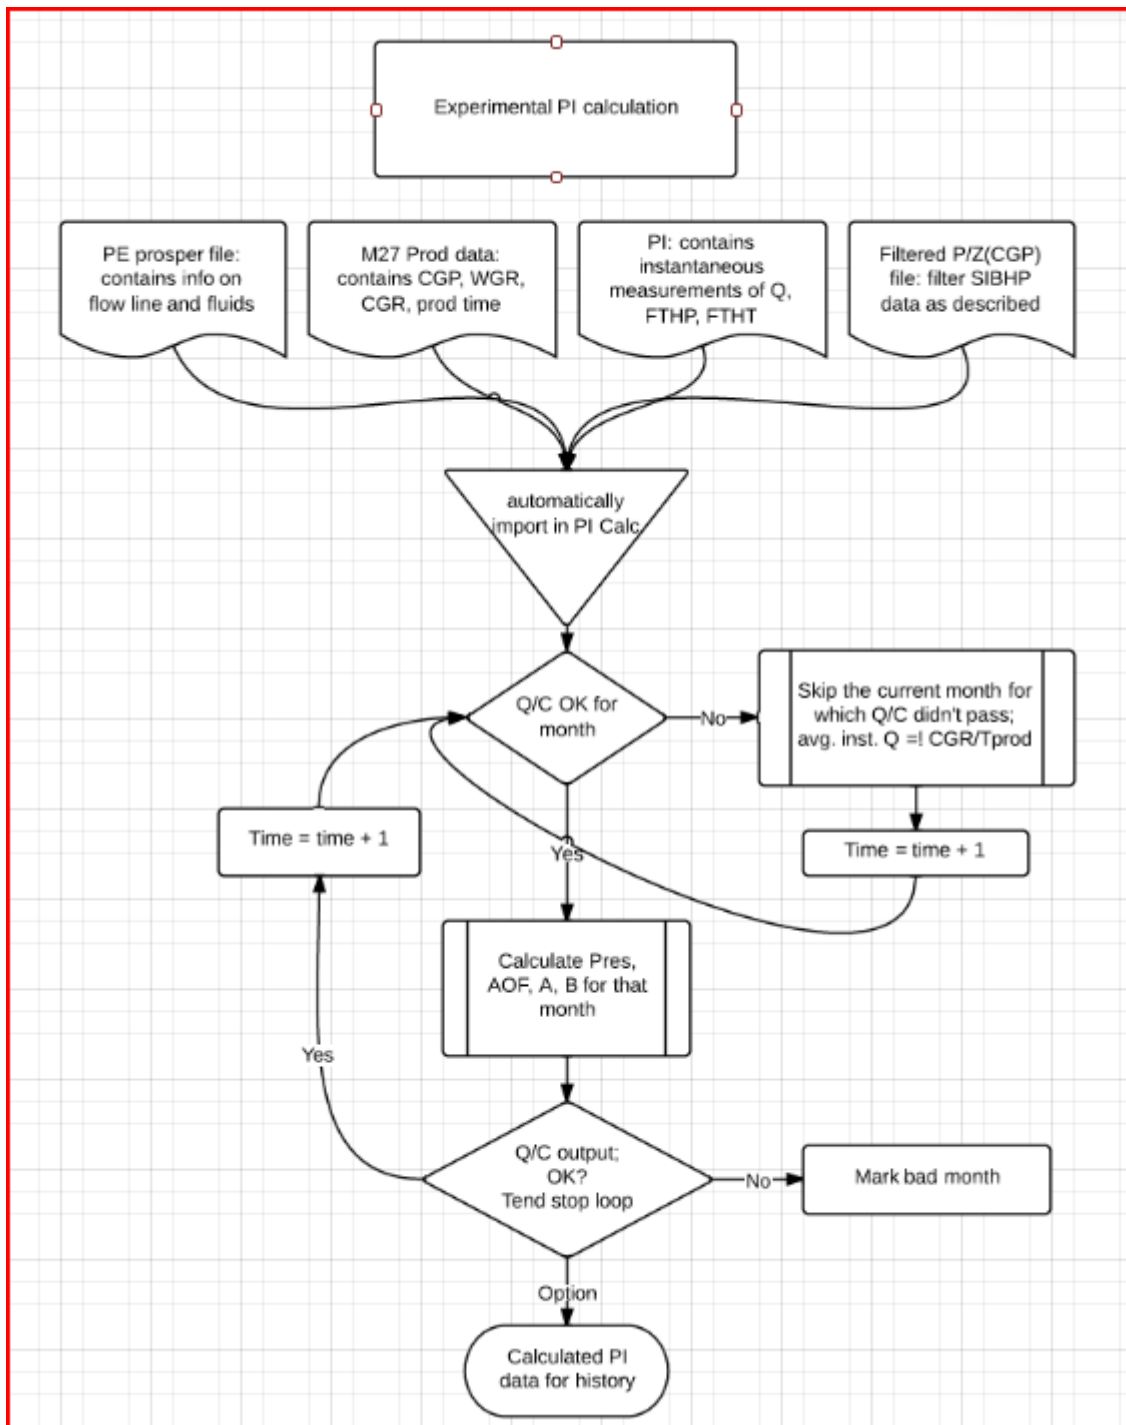 Experimental PI calculation
PE prosper file:
contains info on
flow line and fluids
M27 Prod data:
contains CGP, WGR,
CGR, prod time
PI: contains
instantaneous
measurements of Q,
FTHP, FTHT
Filtered P/Z(CGP)
file: filter SIBHP
data as described
automatically
import in PI Calc
Q/C OK for
month
No
Skip the current month for
which Q/C didn't pass;
avg. inst. Q =! CGR/Tprod
Time = time + 1
Time = time + 1
Yes
Calculate Pres,
AOF, A, B for that
month
Yes
Q/C output;
OK?
Tend stop loop
No
Mark bad month
Option
Calculated PI
data for history